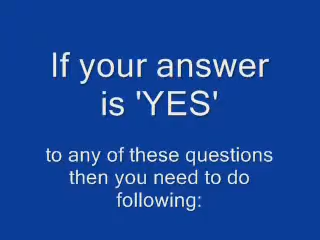 If your answer
is 'YES'
to any of these questions
then you need to do
following: